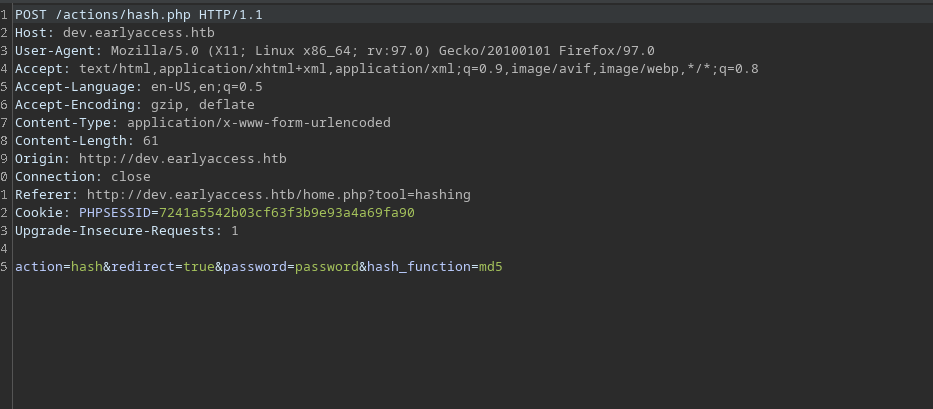 1 POST /actions/hash.php HTTP/1.1
2 Host: dev.earlyaccess.htb
3 User-Agent: Mozilla/5.0 (X11; Linux x86_64; rv:97.0) Gecko/20100101 Firefox/97.0
4 Accept: text/html,application/xhtml+xml,application/xml;q=0.9,image/avif,image/webp,*/*;q=0.8
5 Accept-Language: en-US,en;q=0.5
6 Accept-Encoding: gzip, deflate
7 Content-Type: application/x-www-form-urlencoded
8 Content-Length: 61
9 Origin: http://dev.earlyaccess.htb
0 Connection: close
1 Referer: http://dev.earlyaccess.htb/home.php?tool=hashing
2 Cookie: PHPSESSID=7241a5542b03cf63f3b9e93a4a69fa90
3 Upgrade-Insecure-Requests: 1
4
5 action=hash&redirect=true&password=password&hash_function=md5